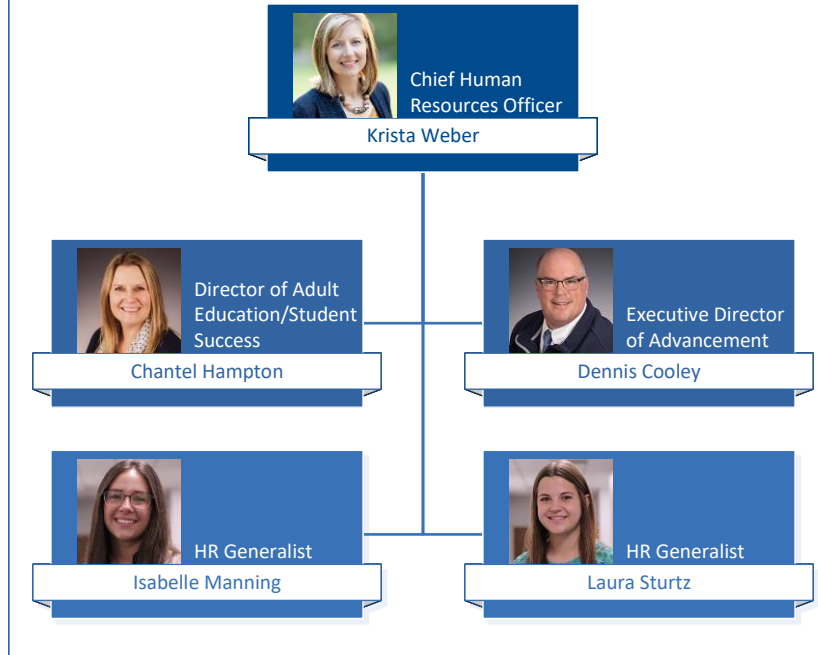 Chief Human
Resources Officer
Krista Weber
Director of Adult
Education/Student
Success
Chantel Hampton
Executive Director
of Advancement
Dennis Cooley
HR Generalist
Isabelle Manning
HR Generalist
Laura Sturtz